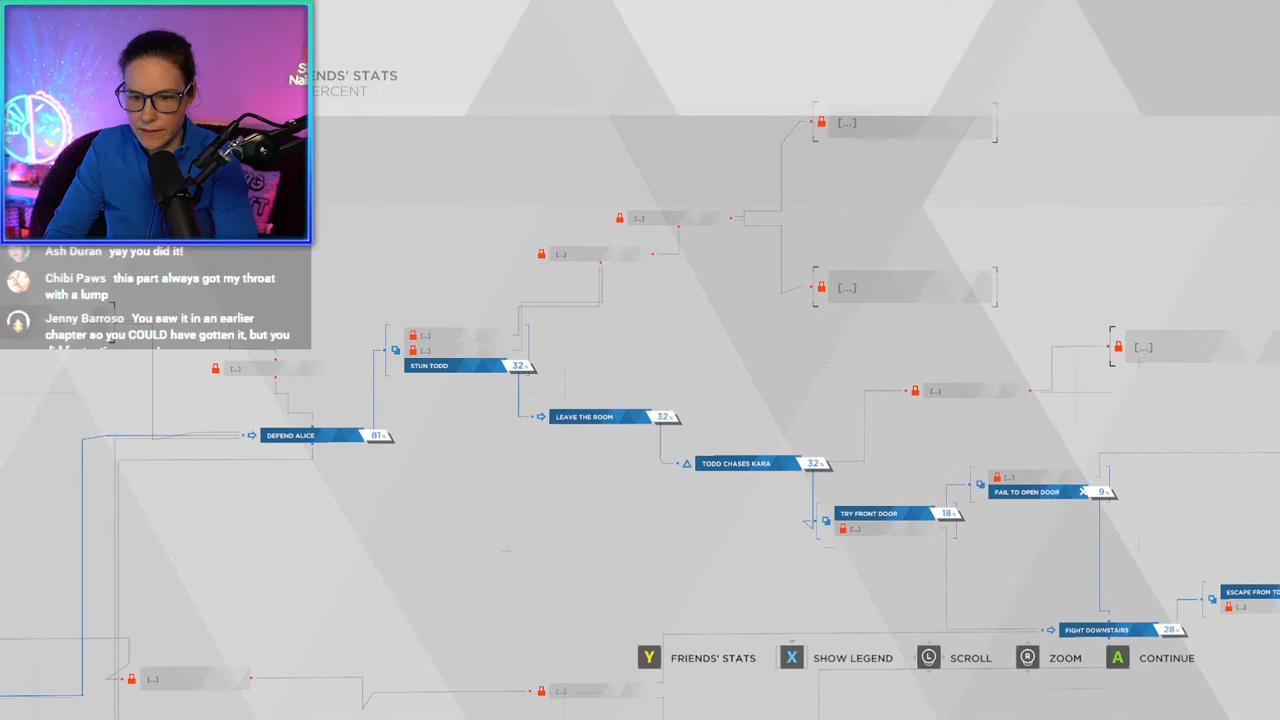 ENDS' STATS
ERCENT
Ash Duran yay you did it!
Chibi Paws this part always got my throat
with a lump
Jenny Barroso You saw it in an earlier
chapter so you COULD have gotten it, but you
[...]
[...]
[...]
[...]
[...]
[...]
[...]
STUN TODD 32%
[...]
[...]
LEAVE THE ROOM 32%
DEFEND ALICE 81%
TODD CHASES KARA 32%
[...]
FAIL TO OPEN DOOR 9%
TRY FRONT DOOR 18%
[...]
ESCAPE FROM TO
[...]
FIGHT DOWNSTAIRS 28%
Y FRIENDS' STATS X SHOW LEGEND L SCROLL R ZOOM A CONTINUE
[...]
[...]